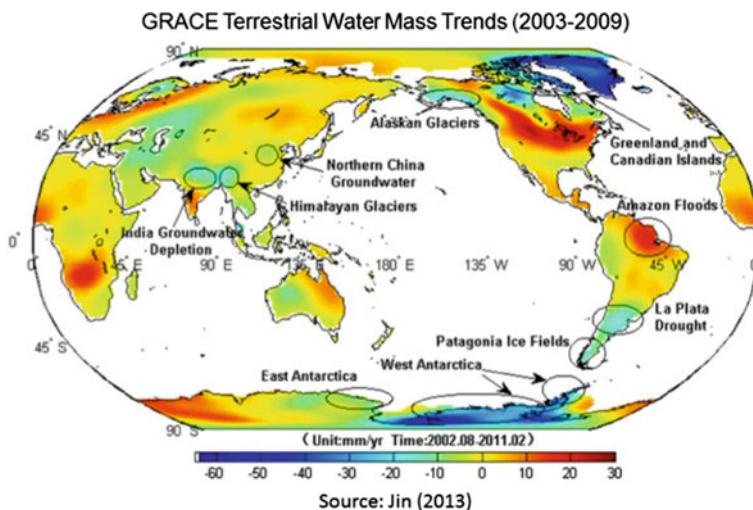 GRACE Terrestrial Water Mass Trends (2003-2009)
90° N
45° N
Alaskan Glaciers
Greenland and
Canadian Islands
Northern China
Groundwater
Himalayan Glaciers
Amazon Floods
India Groundwater
Depletion
0°
0° 45° E 90° E 135° E 180° E 135° W 90° W 45° W
La Plata
Drought
Patagonia Ice Fields
45° S
West Antarctica
East Antarctica
90° S
(Unit:mm/yr Time:2002.08-2011.02)
-60 -50 -40 -30 -20 -10 0 10 20 30
Source: Jin (2013)